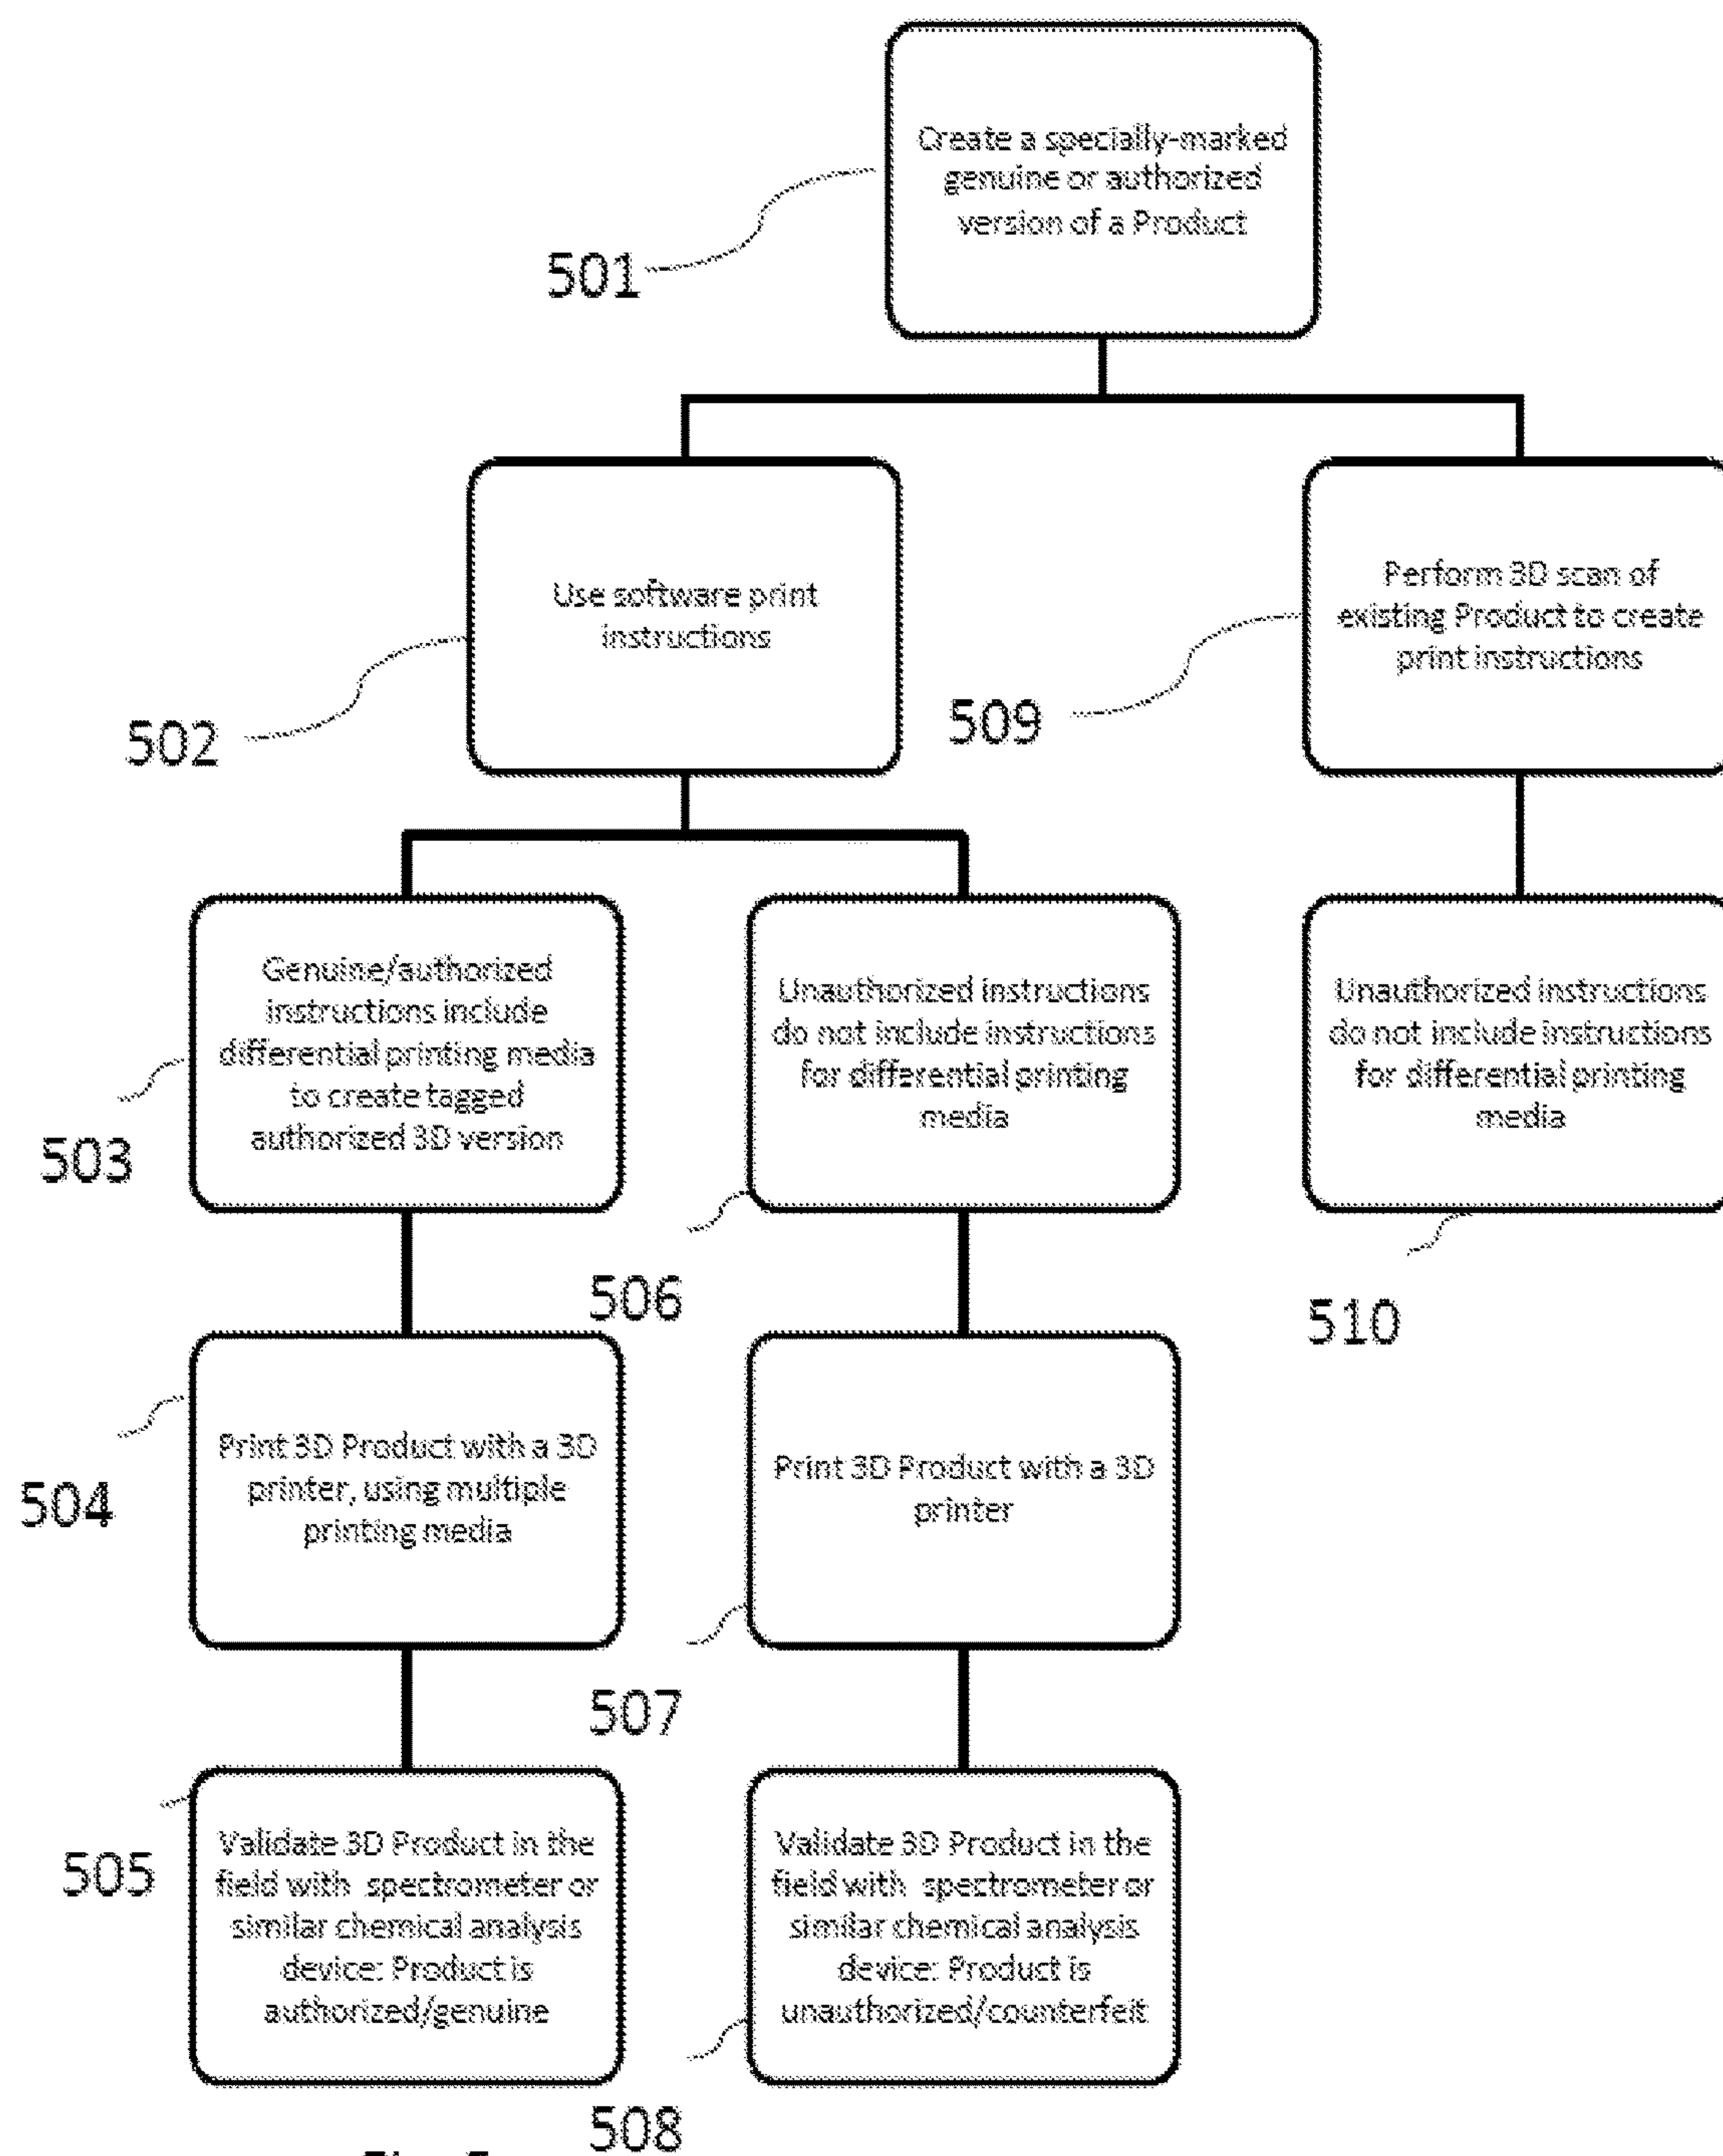 Create a specially-marked
genuine or authorized
version of a Product
501
Use software print
instructions
502
Perform 3D scan of
existing Product to create
print instructions
509
Genuine/authorized
instructions include
differential printing media
to create tagged
authorized 3D version
503
Unauthorized instructions
do not include instructions
for differential printing
media
506
Unauthorized instructions
do not include instructions
for differential printing
media
510
Print 3D Product with a 3D
printer, using multiple
printing media
504
Print 3D Product with a 3D
printer
507
Validate 3D Product in the
field with spectrometer or
similar chemical analysis
device: Product is
authorized/genuine
505
Validate 3D Product in the
field with spectrometer or
similar chemical analysis
device: Product is
unauthorized/counterfeit
508